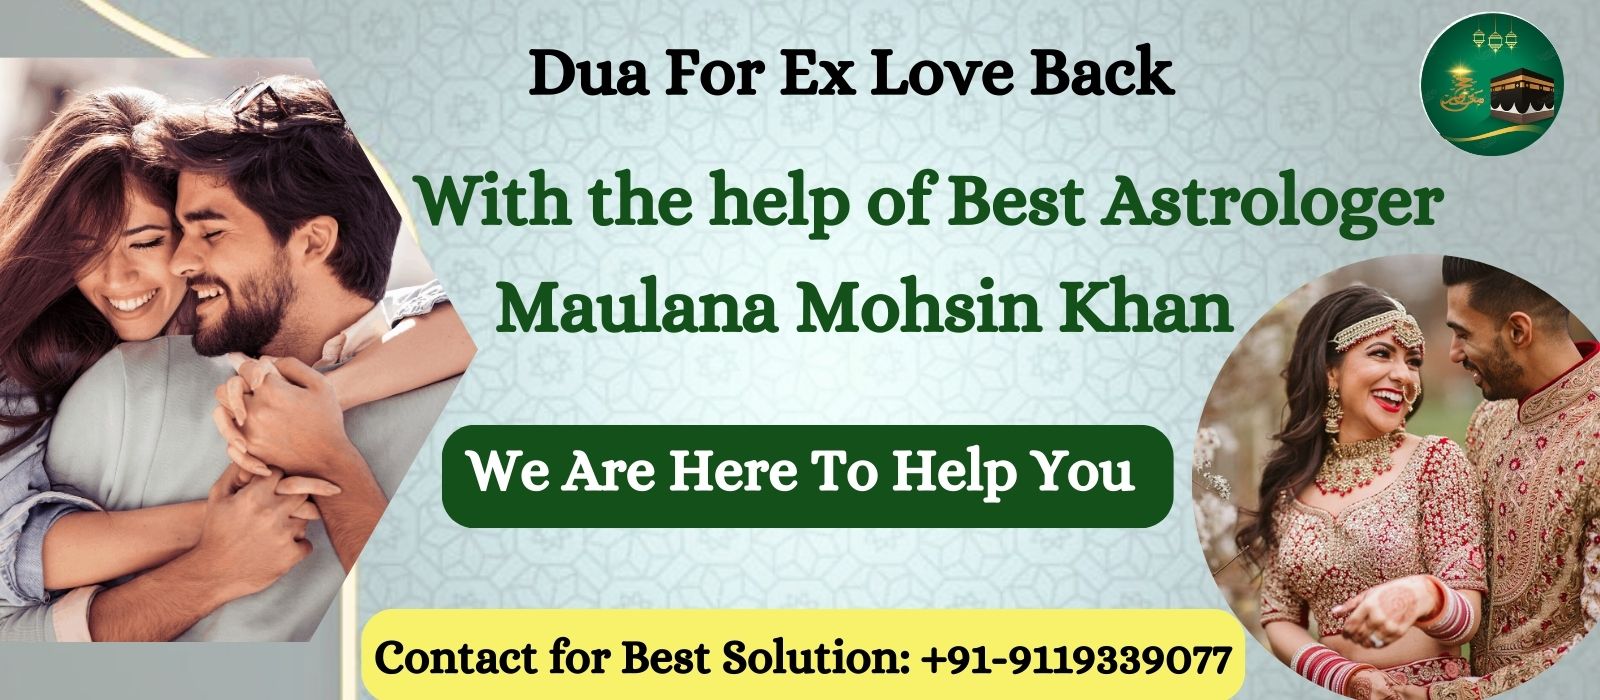 Dua For Ex Love Back
With the help of Best Astrologer
Maulana Mohsin Khan
We Are Here To Help You
Contact for Best Solution: +91-9119339077